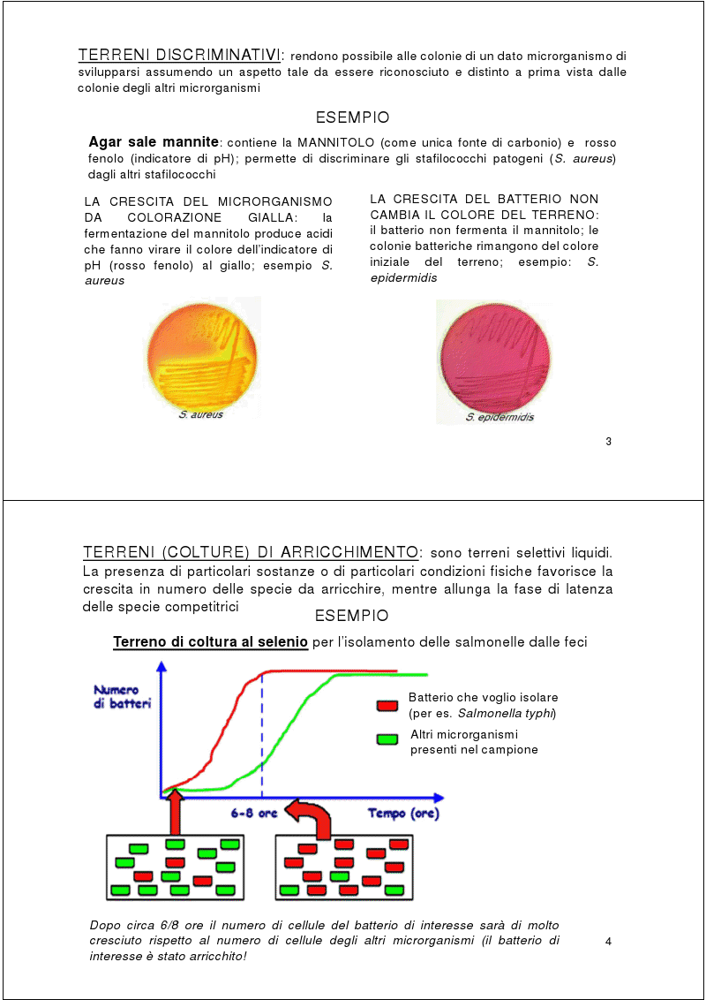 TERRENI DISCRIMINATIVI: rendono possibile alle colonie di un dato microrganismo di
svilupparsi assumendo un aspetto tale da essere riconosciuto e distinto a prima vista dalle
colonie degli altri microrganismi
ESEMPIO
Agar sale mannite: contiene la MANNITOLO (come unica fonte di carbonio) e rosso
fenolo (indicatore di pH); permette di discriminare gli stafilococchi patogeni (S. aureus)
dagli altri stafilococchi
LA CRESCITA DEL MICRORGANISMO
DA COLORAZIONE GIALLA: la
fermentazione del mannitolo produce acidi
che fanno virare il colore dell'indicatore di
pH (rosso fenolo) al giallo; esempio S.
aureus
LA CRESCITA DEL BATTERIO NON
CAMBIA IL COLORE DEL TERRENO:
il batterio non fermenta il mannitolo; le
colonie batteriche rimangono del colore
iniziale del terreno; esempio: S.
epidermidis
S. aureus
S. epidermidis
3
TERRENI (COLTURE) DI ARRICCHIMENTO: sono terreni selettivi liquidi.
La presenza di particolari sostanze o di particolari condizioni fisiche favorisce la
crescita in numero delle specie da arricchire, mentre allunga la fase di latenza
delle specie competitrici
ESEMPIO
Terreno di coltura al selenio per l'isolamento delle salmonelle dalle feci
Numero
di batteri
Batterio che voglio isolare
(per es. Salmonella typhi)
Altri microrganismi
presenti nel campione
6-8 ore
Tempo (ore)
Dopo circa 6/8 ore il numero di cellule del batterio di interesse sarà di molto
cresciuto rispetto al numero di cellule degli altri microrganismi (il batterio di
interesse è stato arricchito!
4